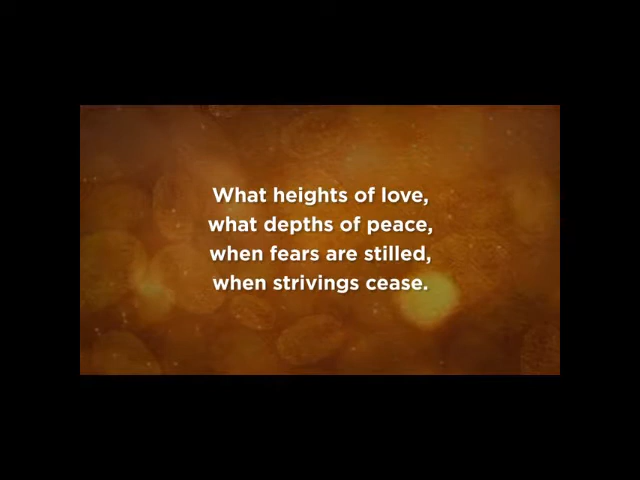 What heights of love,
what depths of peace,
when fears are stilled,
when strivings cease.